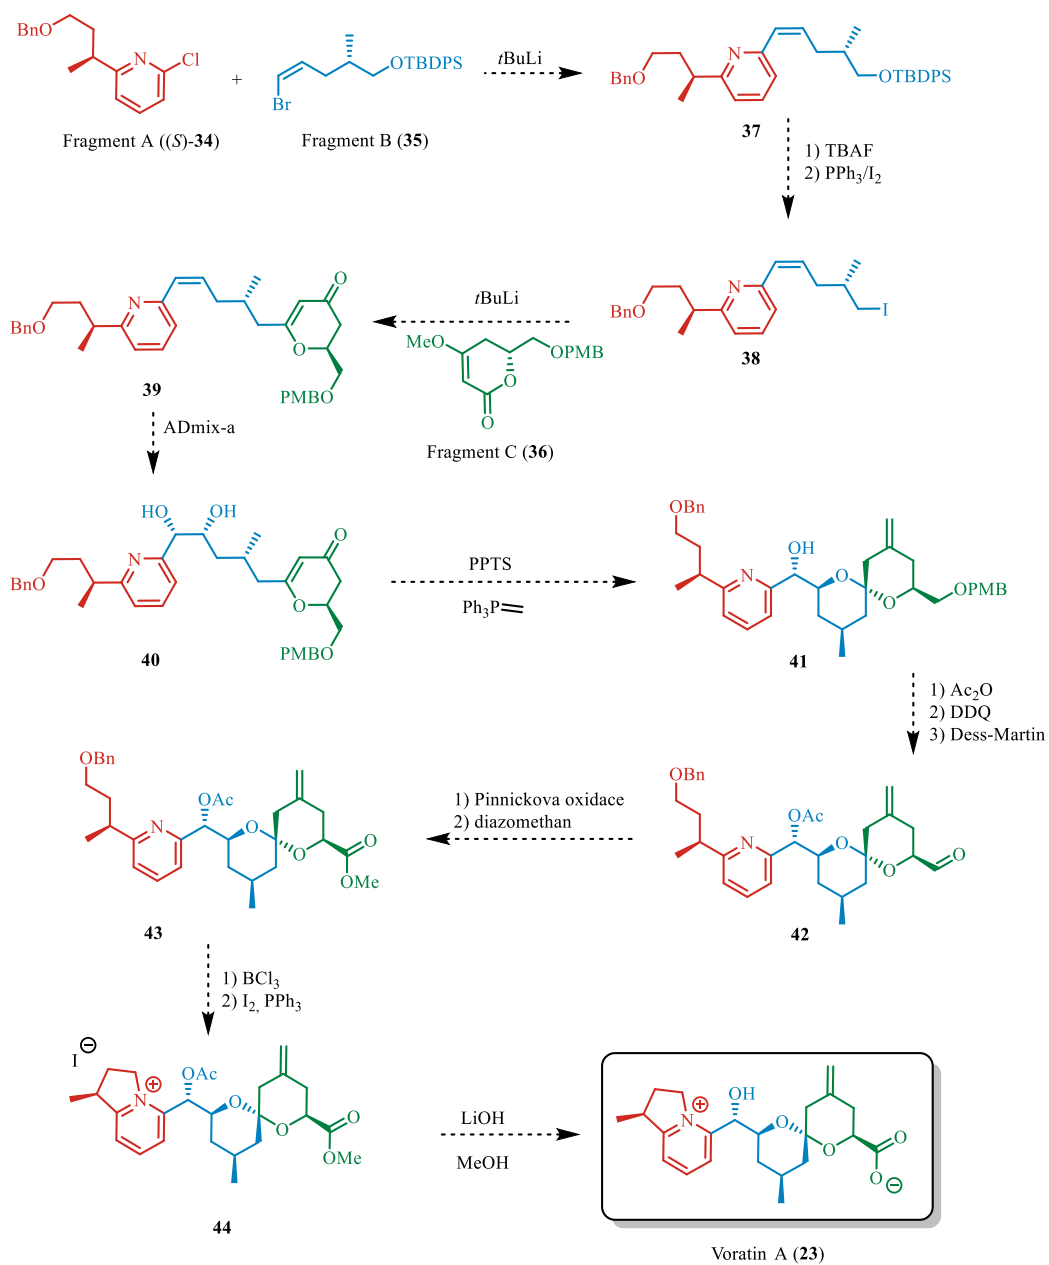 BnO
N
Cl
Fragment A ((S)-34)
+
Br
OTBDPS
Fragment B (35)
tBuLi
BnO
N
OTBDPS
37
1) TBAF
2) PPh3/I2
BnO
N
I
38
tBuLi
MeO
O
O
OPMB
Fragment C (36)
BnO
N
O
O
PMBO
39
ADmix-a
HO
OH
BnO
N
O
O
PMBO
40
PPTS
Ph3P
OBn
N
OH
O
O
OPMB
41
1) Ac2O
2) DDQ
3) Dess-Martin
OBn
N
OAc
O
O
O
42
1) Pinnickova oxidace
2) diazomethan
OBn
N
OAc
O
O
O
OMe
43
1) BCl3
2) I2, PPh3
I ⊖
N ⊕
OAc
O
O
O
OMe
44
LiOH
MeOH
N ⊕
OH
O
O
O
O ⊖
Voratin A (23)